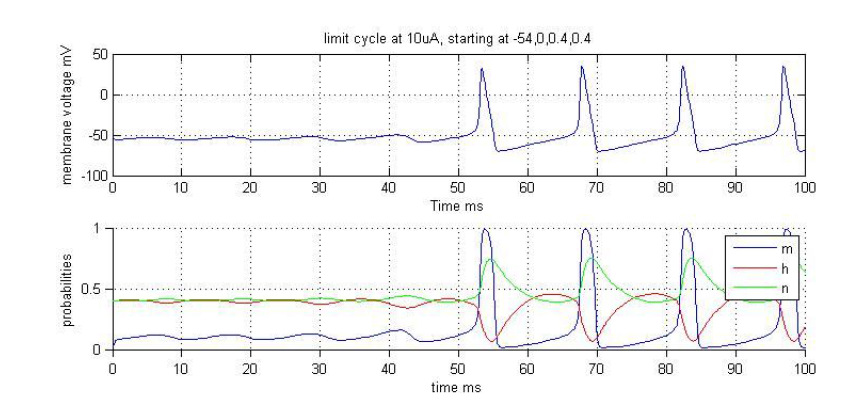 limit cycle at 10uA, starting at -54,0,0.4,0.4
50
0
-50
-100
membrane voltage mV
0 10 20 30 40 50 60 70 80 90 100
Time ms
1
0.5
0
probabilities
m
h
n
0 10 20 30 40 50 60 70 80 90 100
time ms